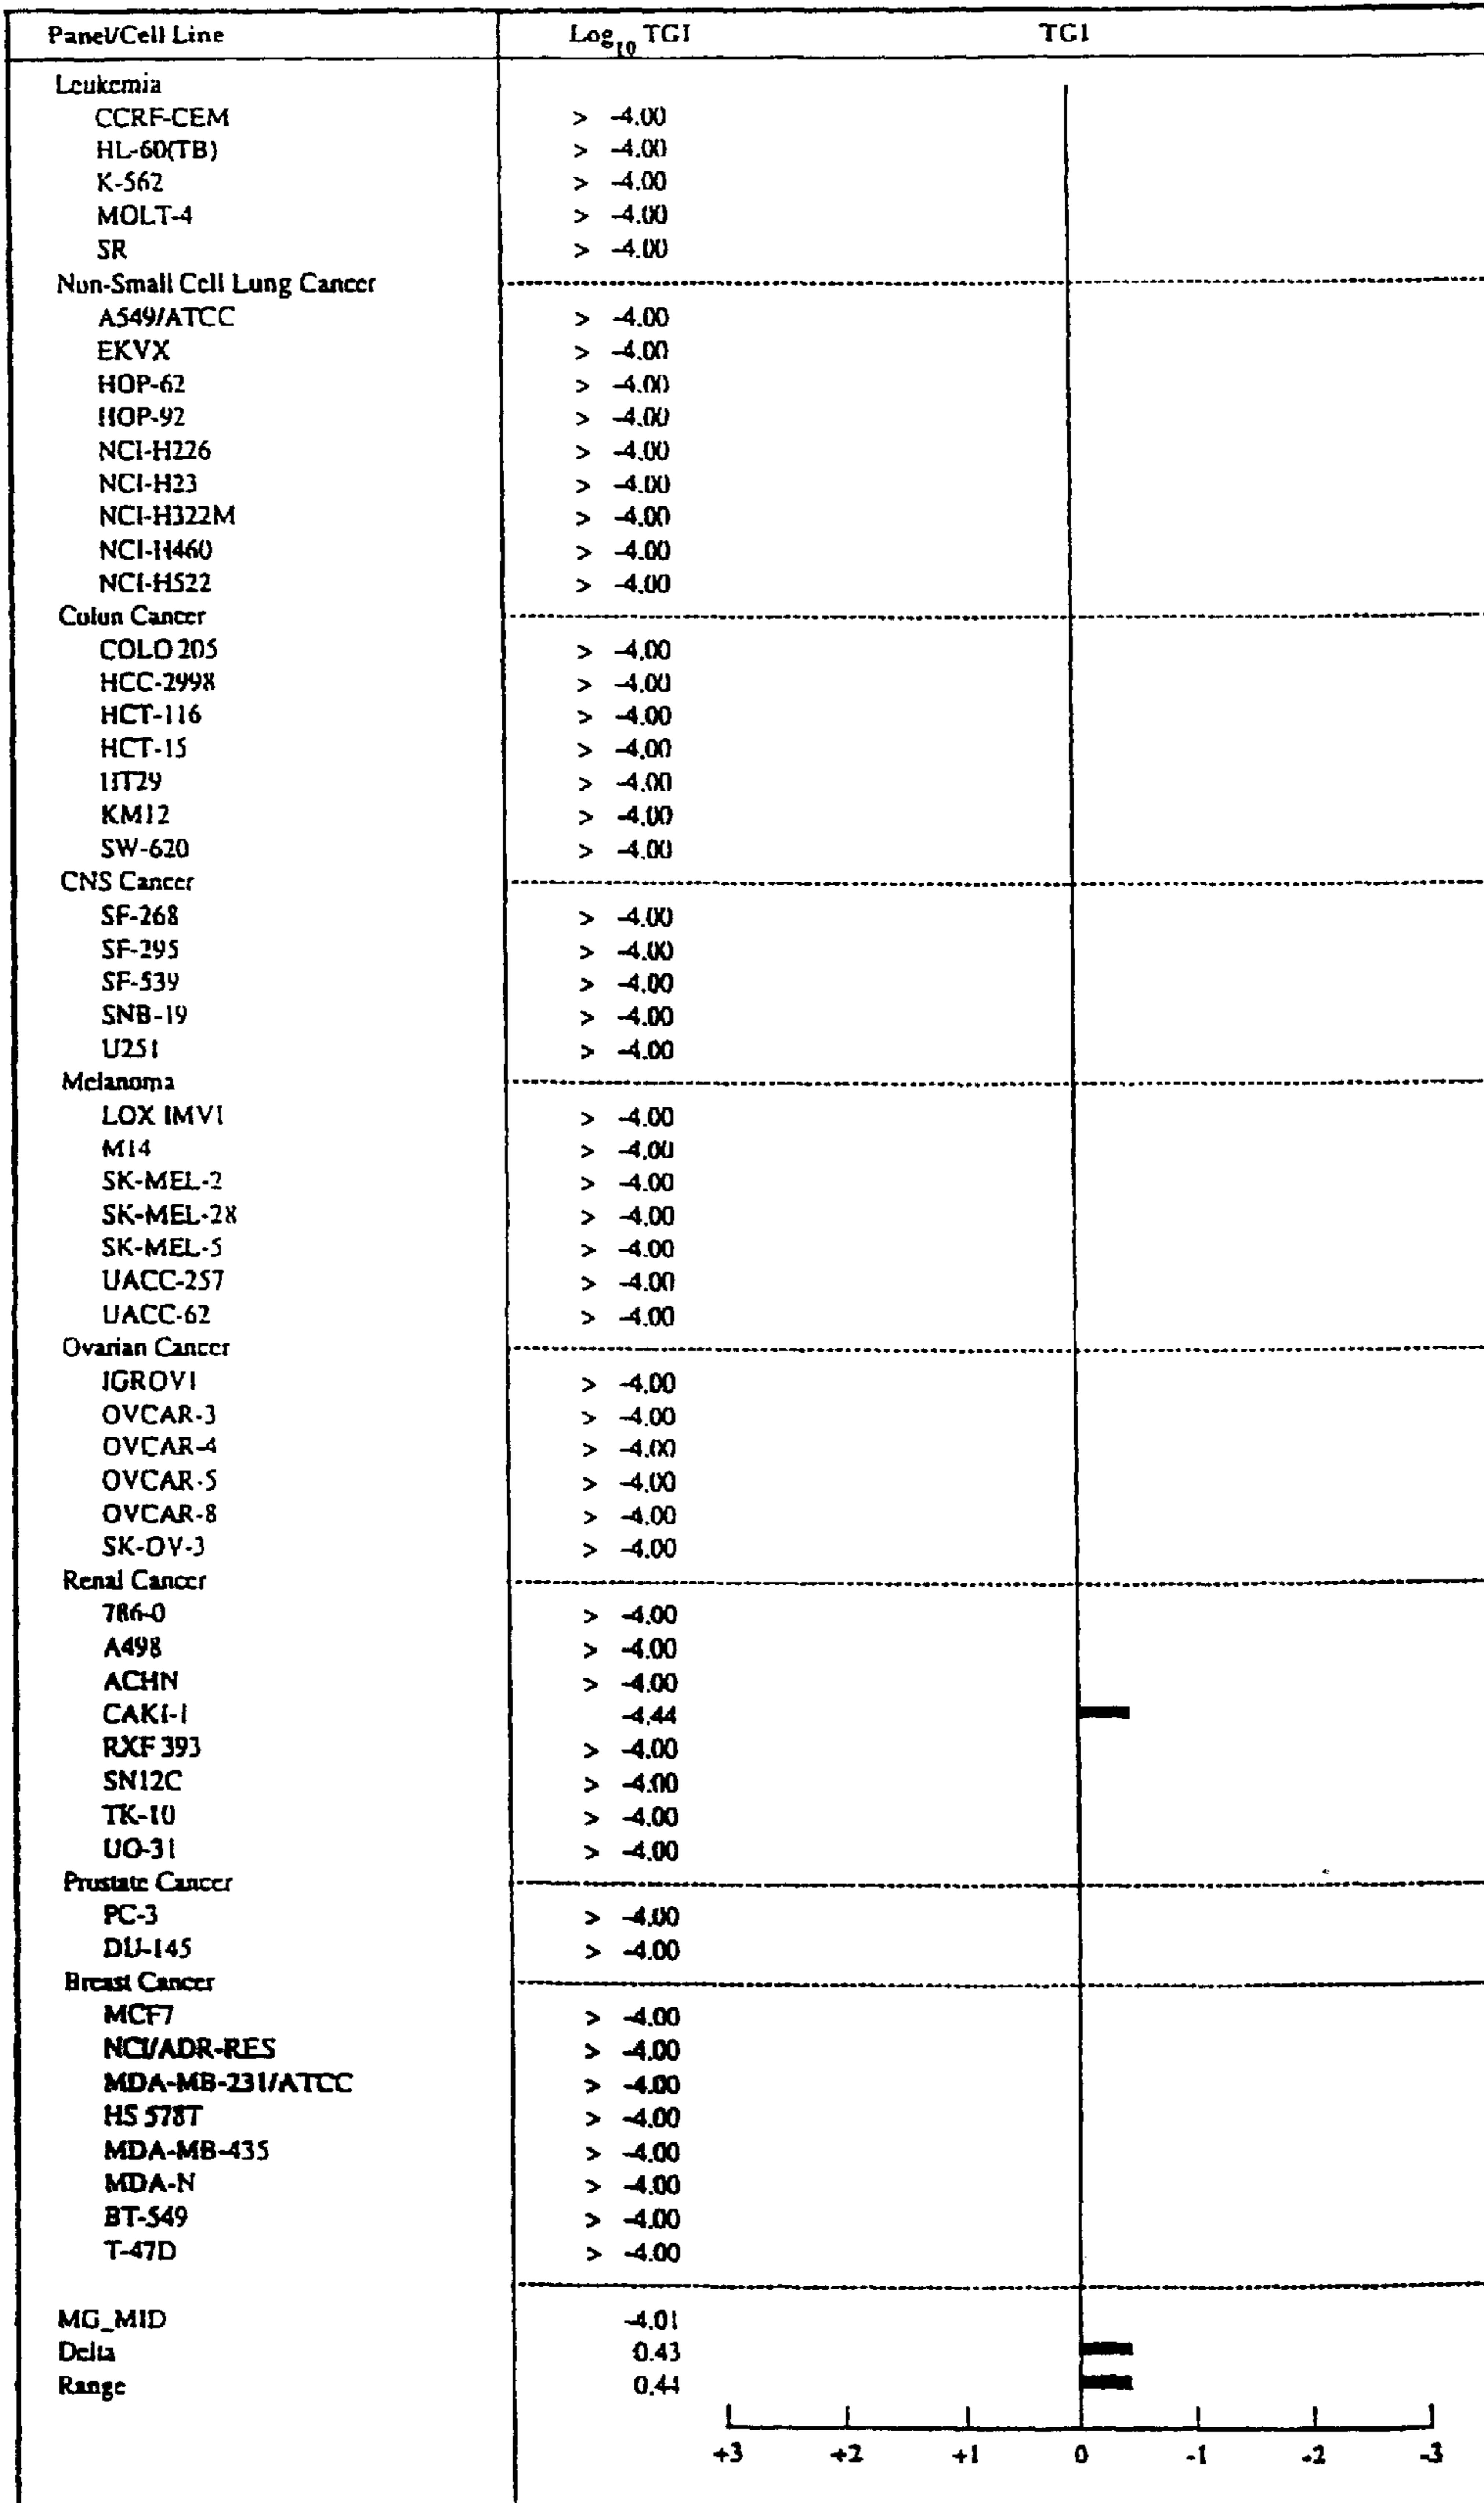 Panel/Cell Line Log10 TGI TGI
Leukemia
CCRF-CEM > -4.00
HL-60(TB) > -4.00
K-562 > -4.00
MOLT-4 > -4.00
SR > -4.00
Non-Small Cell Lung Cancer
A549/ATCC > -4.00
EKVX > -4.00
HOP-62 > -4.00
HOP-92 > -4.00
NCI-H226 > -4.00
NCI-H23 > -4.00
NCI-H322M > -4.00
NCI-H460 > -4.00
NCI-H522 > -4.00
Colon Cancer
COLO 205 > -4.00
HCC-2998 > -4.00
HCT-116 > -4.00
HCT-15 > -4.00
HT29 > -4.00
KM12 > -4.00
SW-620 > -4.00
CNS Cancer
SF-268 > -4.00
SF-295 > -4.00
SF-539 > -4.00
SNB-19 > -4.00
U251 > -4.00
Melanoma
LOX IMVI > -4.00
M14 > -4.00
SK-MEL-2 > -4.00
SK-MEL-28 > -4.00
SK-MEL-5 > -4.00
UACC-257 > -4.00
UACC-62 > -4.00
Ovarian Cancer
IGROV1 > -4.00
OVCAR-3 > -4.00
OVCAR-4 > -4.00
OVCAR-5 > -4.00
OVCAR-8 > -4.00
SK-OV-3 > -4.00
Renal Cancer
786-0 > -4.00
A498 > -4.00
ACHN > -4.00
CAKI-1 -4.44
RXF 393 > -4.00
SN12C > -4.00
TK-10 > -4.00
UO-31 > -4.00
Prostate Cancer
PC-3 > -4.00
DU-145 > -4.00
Breast Cancer
MCF7 > -4.00
NCI/ADR-RES > -4.00
MDA-MB-231/ATCC > -4.00
HS 578T > -4.00
MDA-MB-435 > -4.00
MDA-N > -4.00
BT-549 > -4.00
T-47D > -4.00
MG_MID -4.01
Delta 0.43
Range 0.44
+3 +2 +1 0 -1 -2 -3